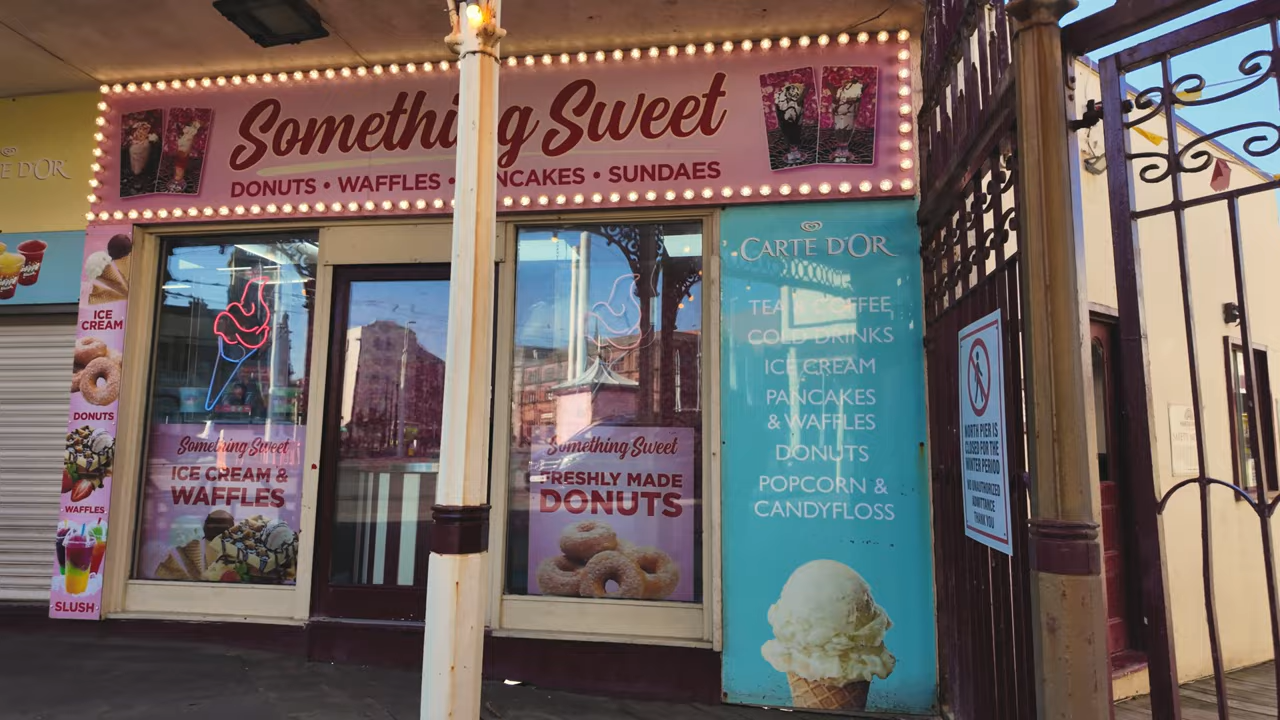 Something Sweet
DONUTS • WAFFLES • PANCAKES • SUNDAES
E D'OR
ICE
CREAM
DONUTS
WAFFLES
SLUSH
Something Sweet
ICE CREAM &
WAFFLES
Something Sweet
FRESHLY MADE
DONUTS
CARTE D'OR
TEA & COFFEE
COLD DRINKS
ICE CREAM
PANCAKES
& WAFFLES
DONUTS
POPCORN &
CANDYFLOSS
NORTH PIER IS
CLOSED FOR THE
WINTER PERIOD
NO UNAUTHORIZED
ADMITTANCE
THANK YOU